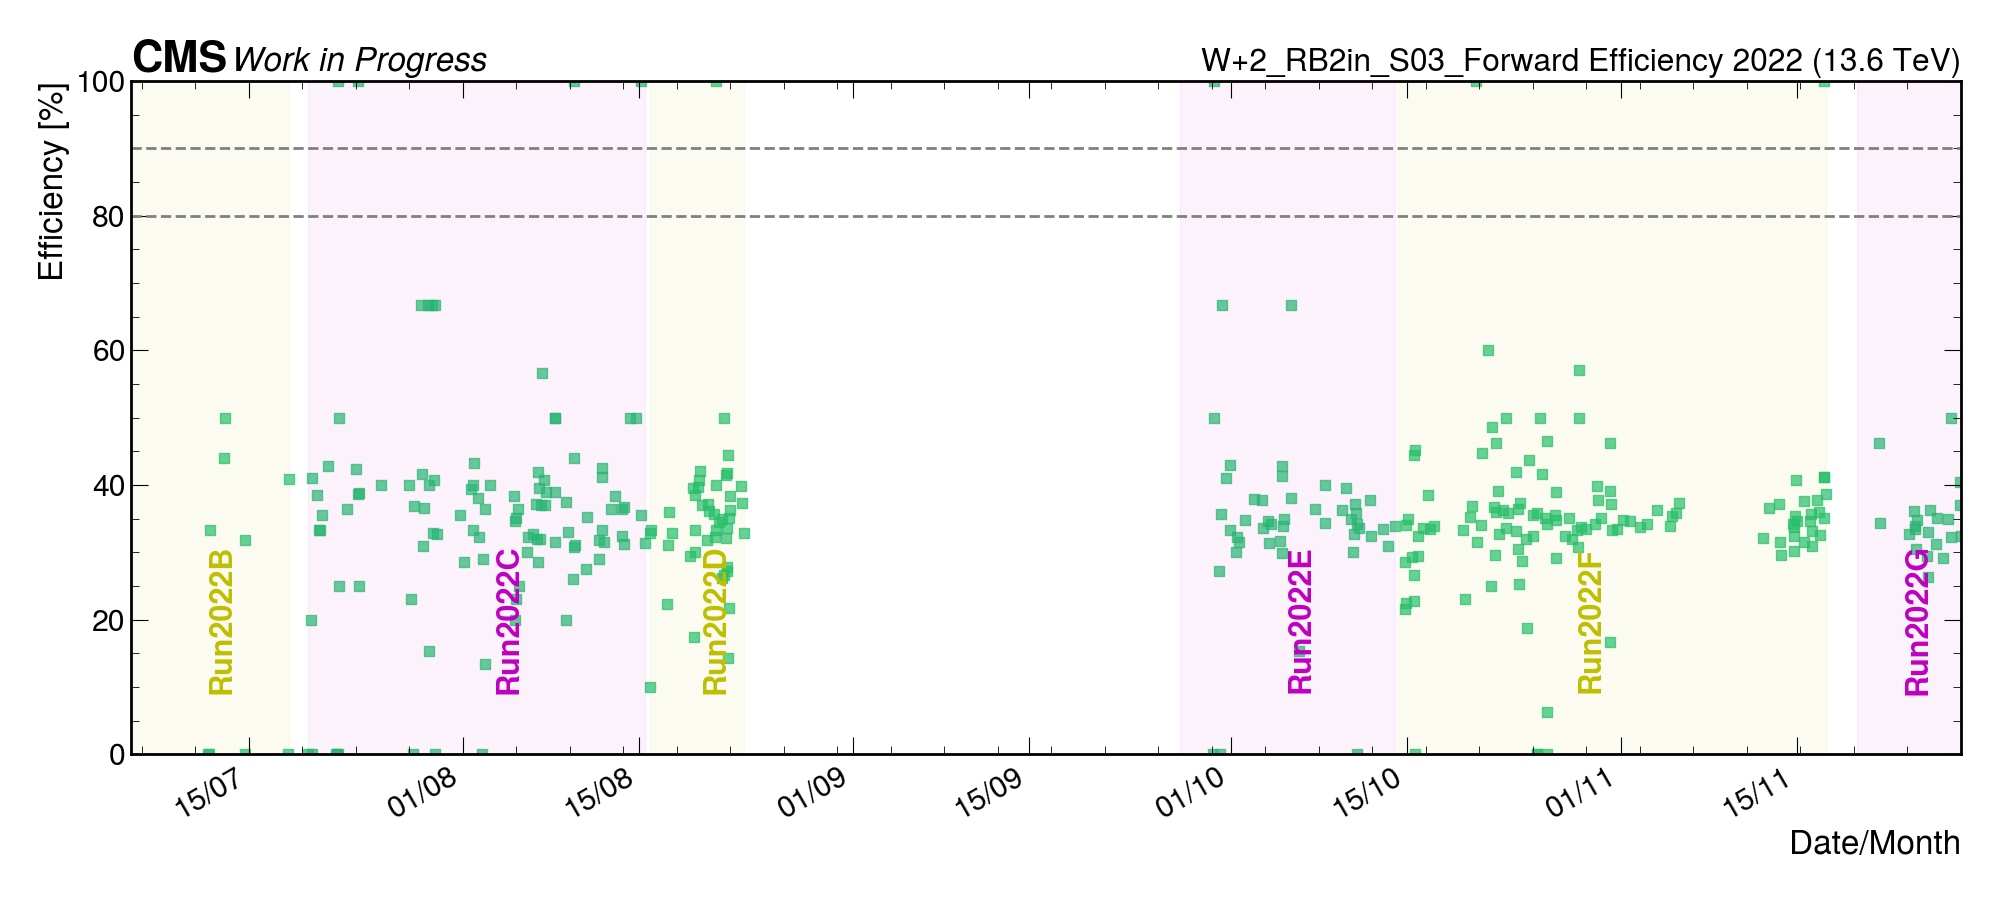 CMS Work in Progress
W+2_RB2in_S03_Forward Efficiency 2022 (13.6 TeV)
Efficiency [%]
100
80
60
40
20
0
Run2022B
Run2022C
Run2022D
Run2022E
Run2022F
Run2022G
15/07
01/08
15/08
01/09
15/09
01/10
15/10
01/11
15/11
Date/Month